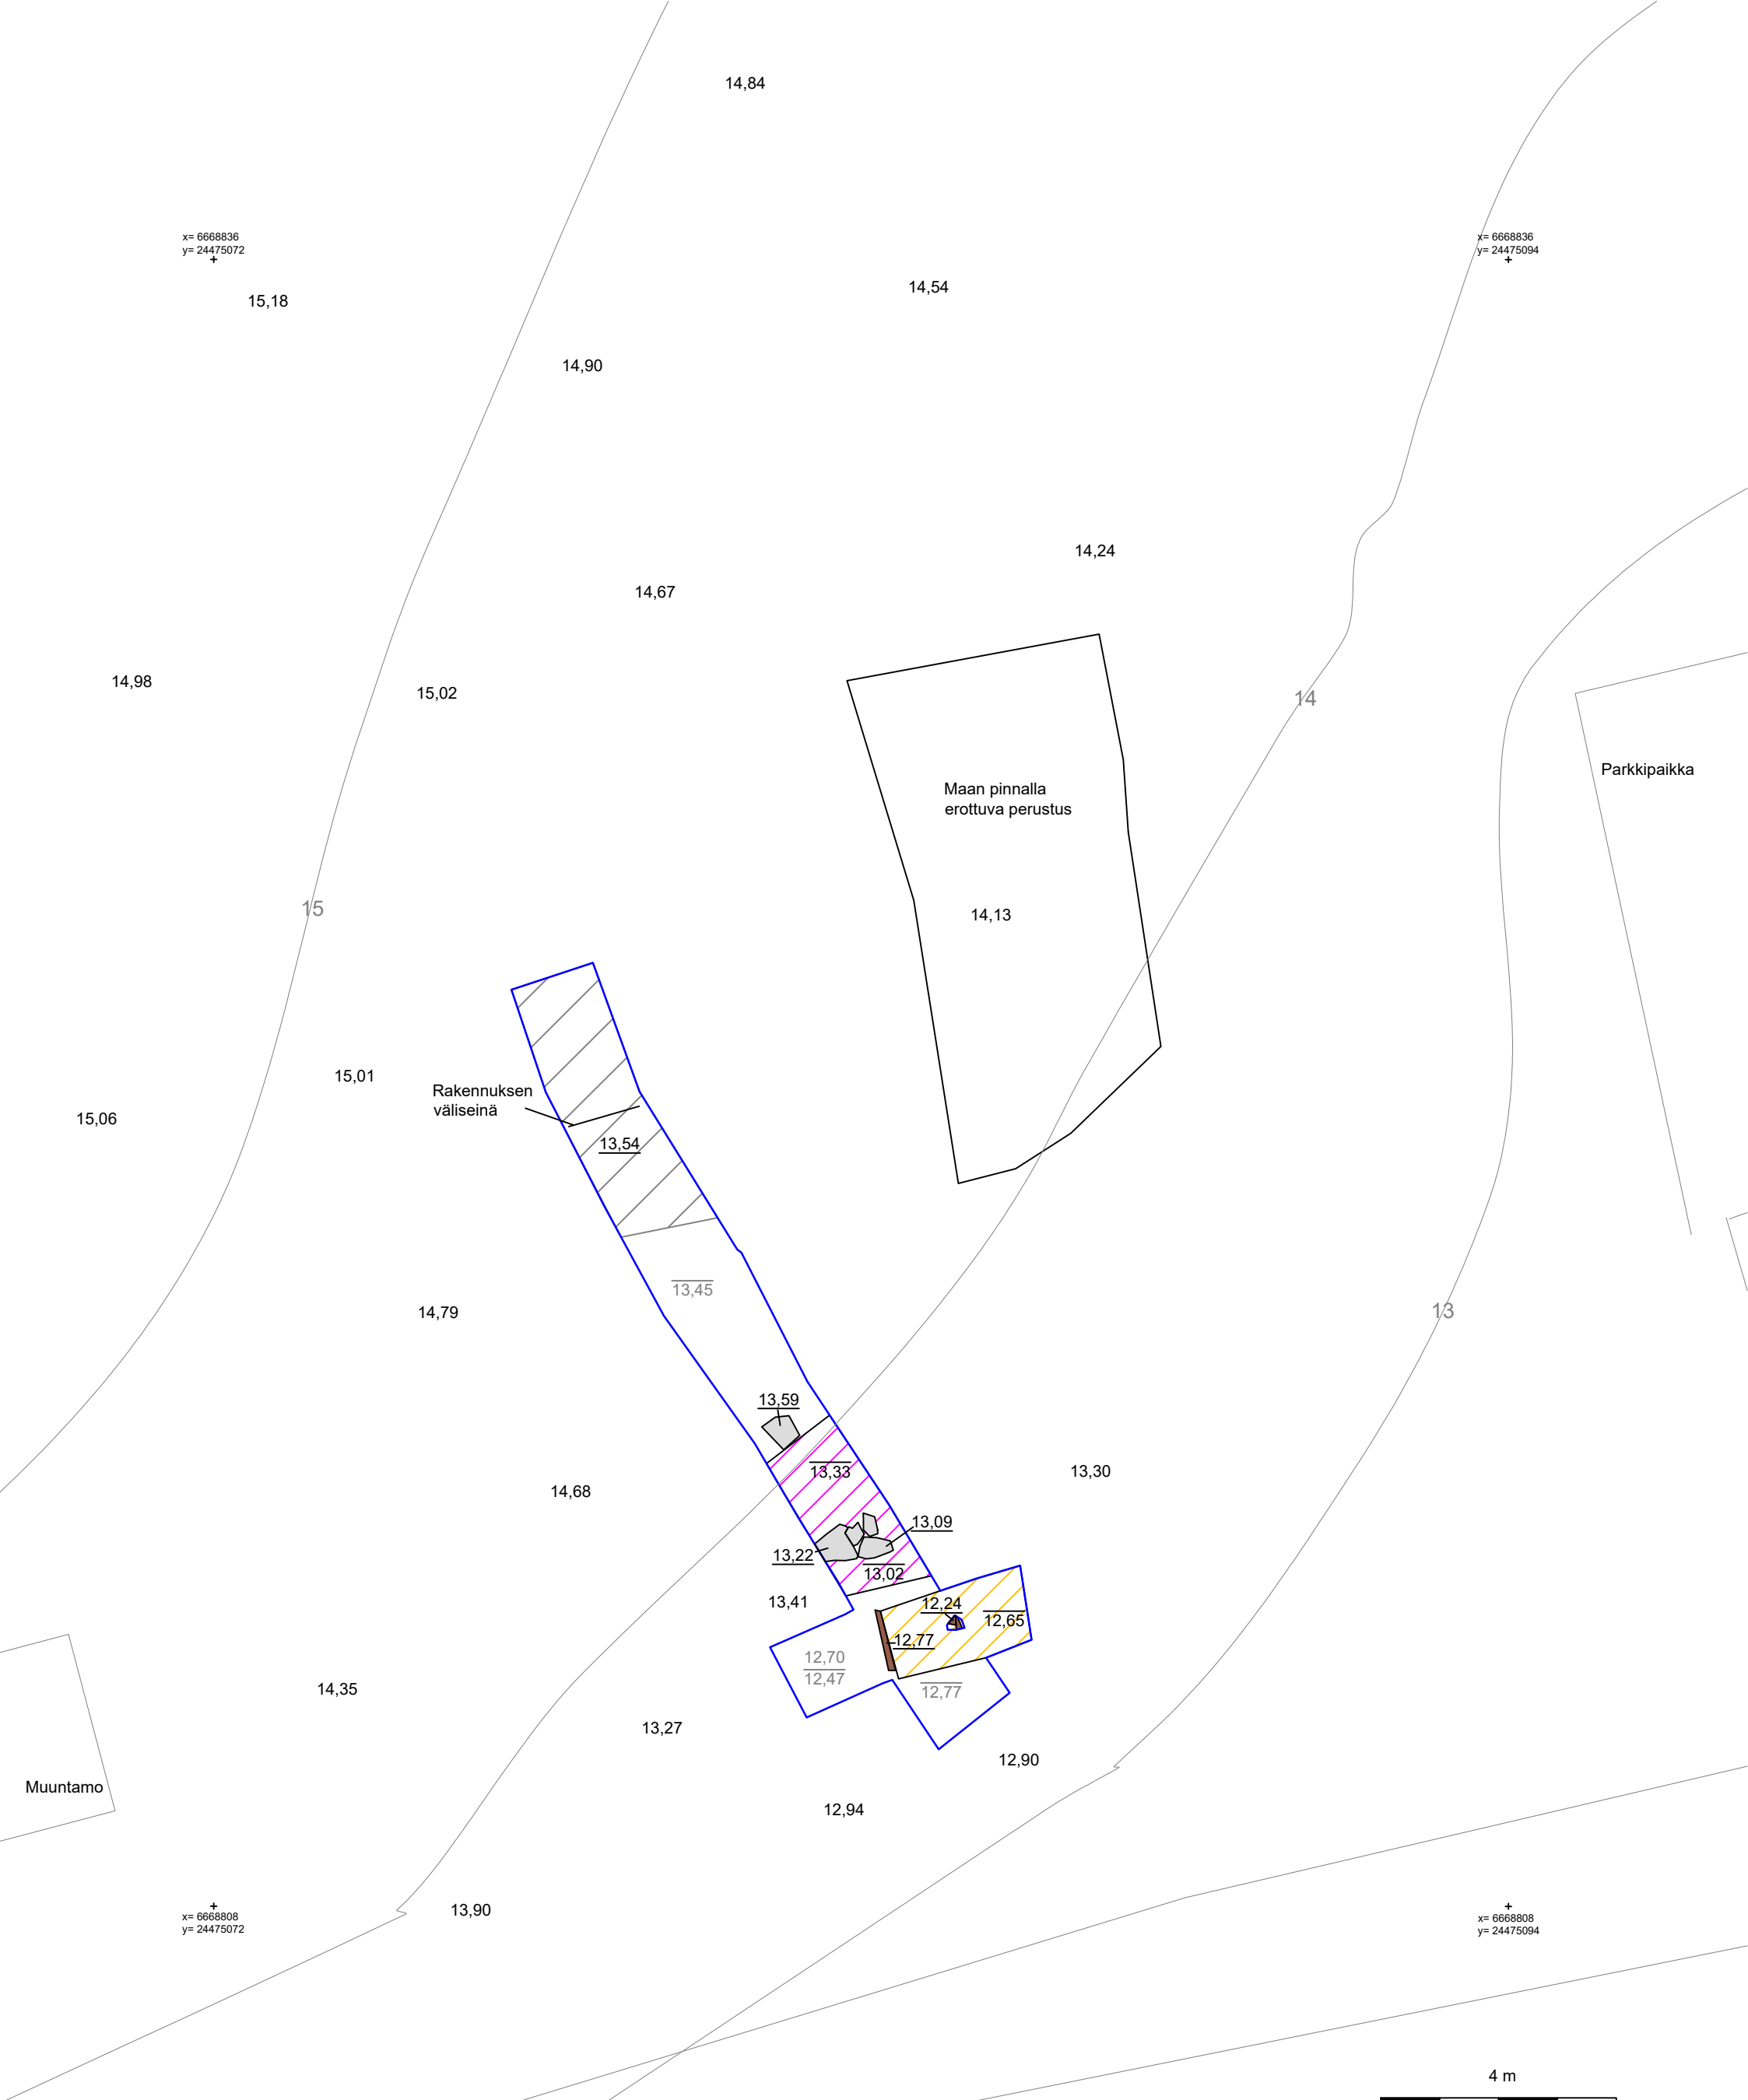 14,84
x= 6668836
y= 24475072
x= 6668836
y= 24475094
15,18
14,54
14,90
14,24
14,67
14,98
15,02
14
Parkkipaikka
Maan pinnalla
erottuva perustus
15
14,13
15,01
Rakennuksen
väliseinä
15,06
13,54
13,45
14,79
13
13,59
13,33
13,30
14,68
13,09
13,22
13,02
13,41
12,24
12,65
12,77
12,70
12,47
12,77
14,35
13,27
12,90
Muuntamo
12,94
13,90
x= 6668808
y= 24475072
x= 6668808
y= 24475094
4 m